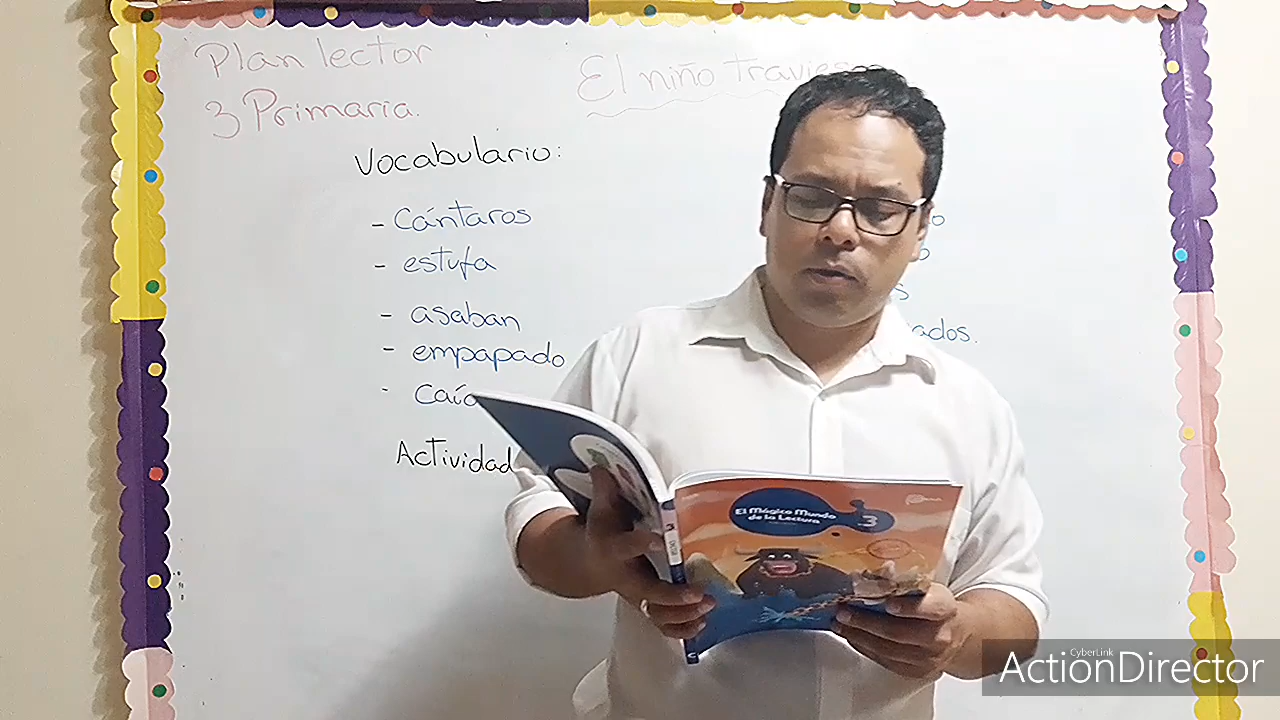 Plan lector
3 Primaria.
El niño
Vocabulario:
- Cántaros
- estufa
- asaban
- empapado
- 
Actividad
El Mágico Mundo
de la Lectura
3
CyberLink
ActionDirector